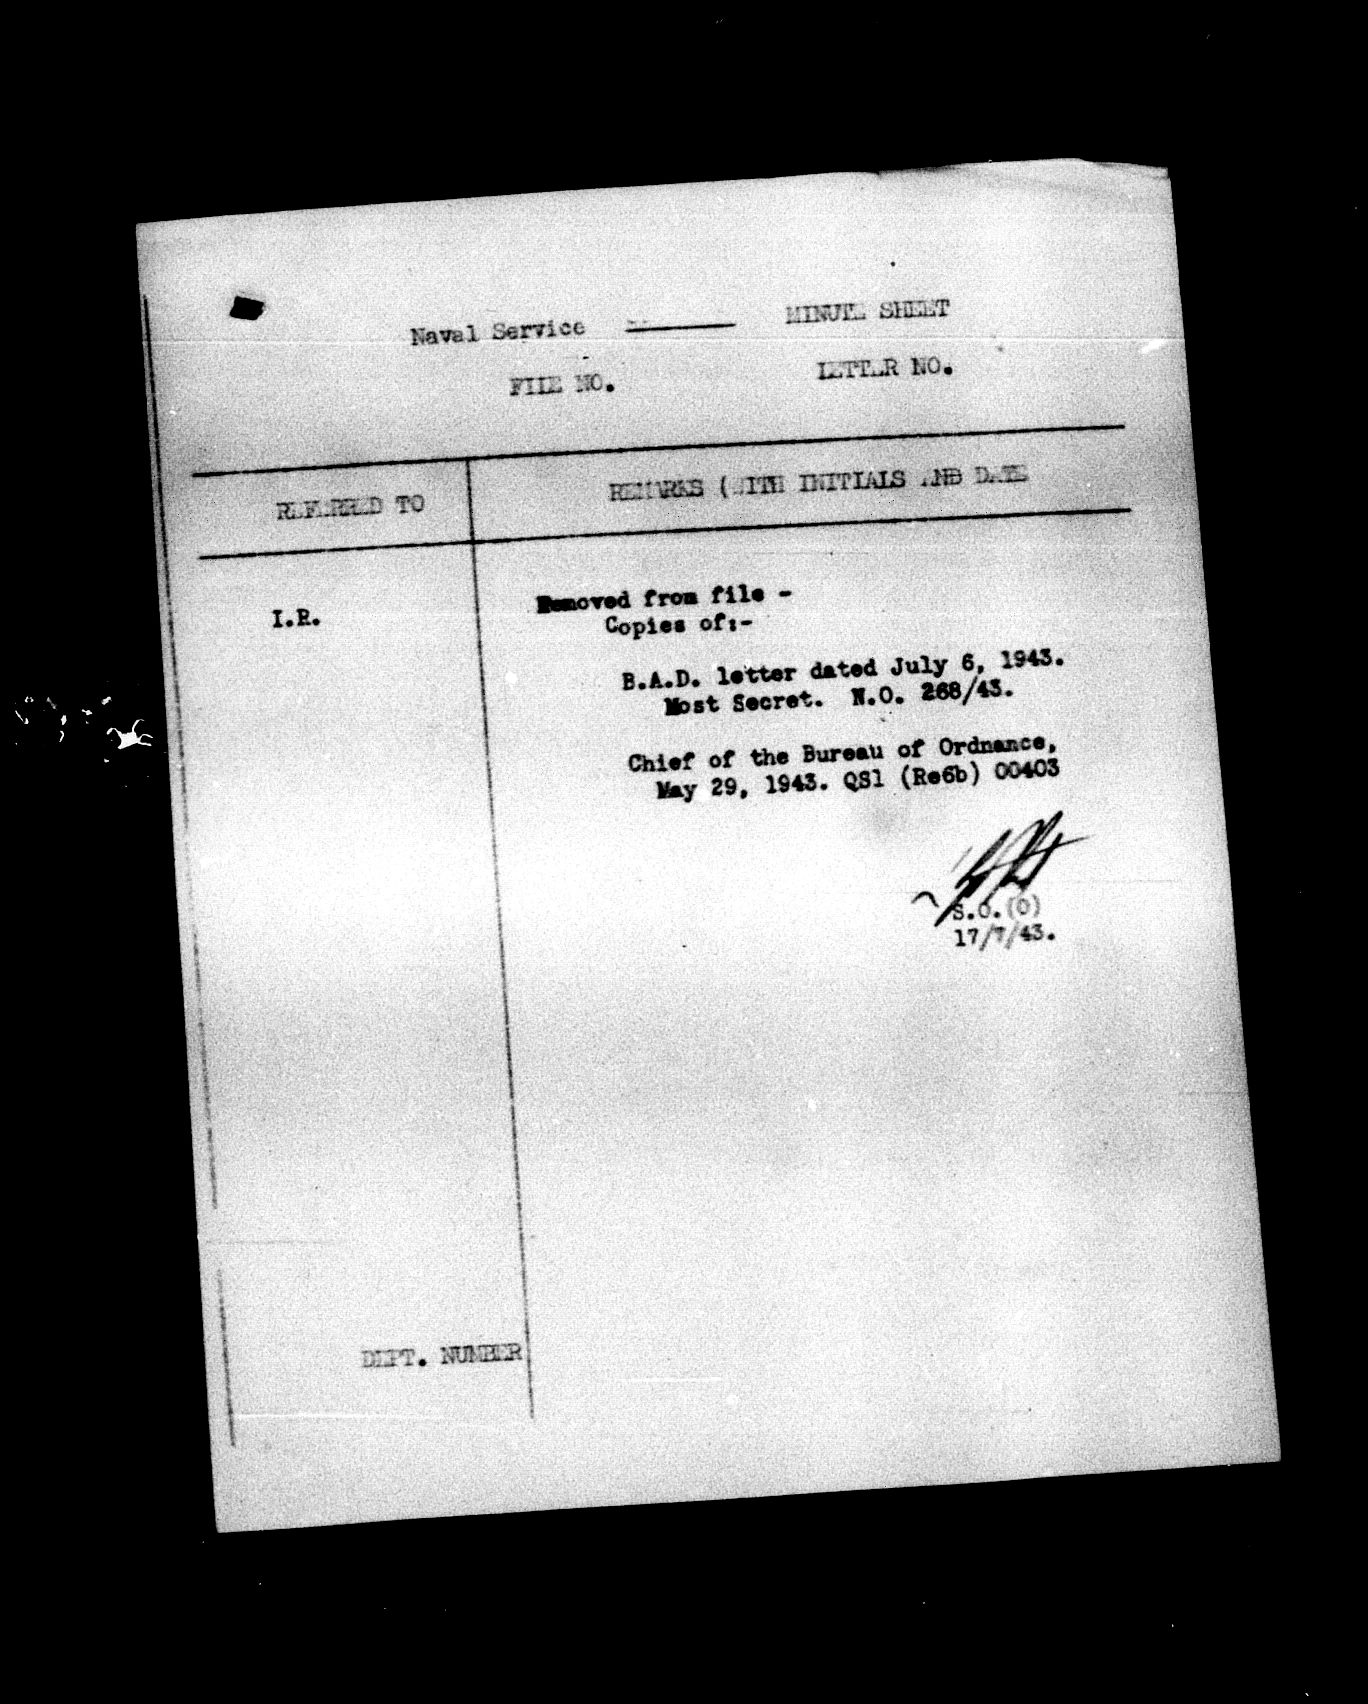 Naval Service ——— MINUTE SHEET
FILE NO. LETTER NO.
REFERRED TO REMARKS (WITH INITIALS AND DATE
I.R. Removed from file -
Copies of:-
B.A.D. letter dated July 6, 1943.
Most Secret. N.O. 268/43.
Chief of the Bureau of Ordnance,
May 29, 1943. QS1 (Re6b) 00403
S.O.(O)
17/7/43.
DEPT. NUMBER